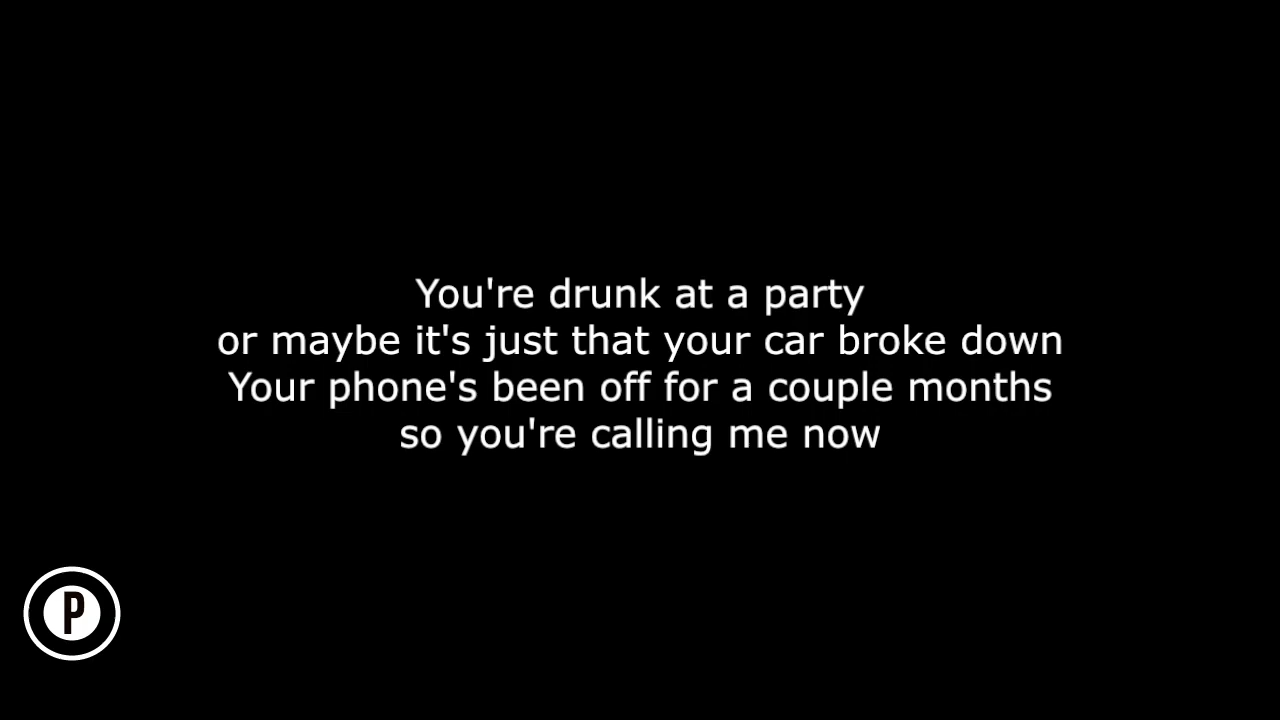 You're drunk at a party
or maybe it's just that your car broke down
Your phone's been off for a couple months
so you're calling me now
P